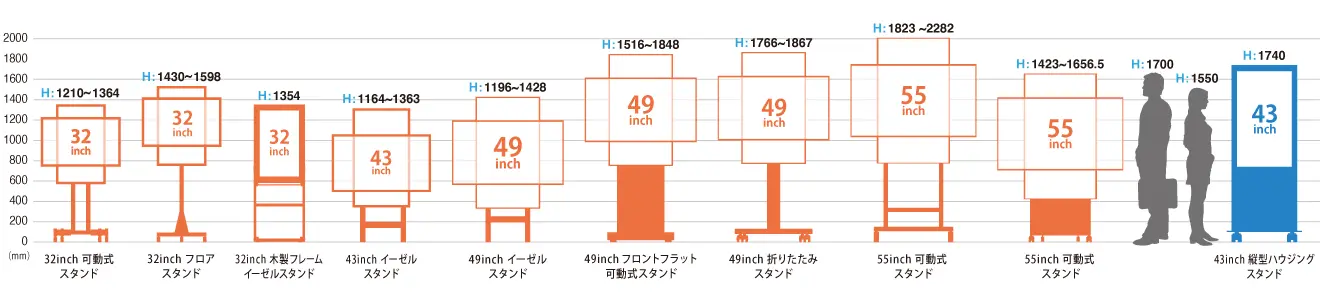 2000
1800
1600
1400
1200
1000
800
600
400
200
0
(mm)
H:1210~1364
32
inch
32inch 可動式
スタンド
H:1430~1598
32
inch
32inch フロア
スタンド
H:1354
32
inch
32inch 木製フレーム
イーゼルスタンド
H:1164~1363
43
inch
43inch イーゼル
スタンド
H:1196~1428
49
inch
49inch イーゼル
スタンド
H:1516~1848
49
inch
49inch フロントフラット
可動式スタンド
H:1766~1867
49
inch
49inch 折りたたみ
スタンド
H:1823 ~2282
55
inch
55inch 可動式
スタンド
H:1423~1656.5
55
inch
55inch 可動式
スタンド
H:1700
H:1550
H:1740
43
inch
43inch 縦型ハウジング
スタンド